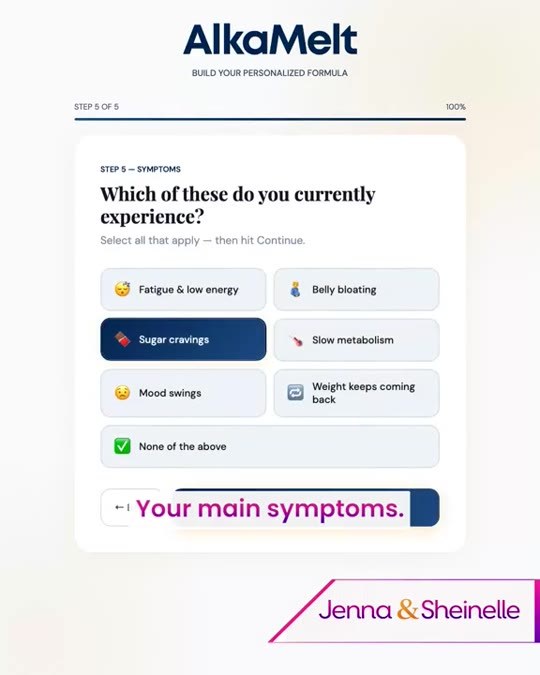 AlkaMelt
BUILD YOUR PERSONALIZED FORMULA
STEP 5 OF 5
100%
STEP 5 — SYMPTOMS
Which of these do you currently
experience?
Select all that apply — then hit Continue.
Fatigue & low energy
Belly bloating
Sugar cravings
Slow metabolism
Mood swings
Weight keeps coming
back
None of the above
←
Your main symptoms.
Jenna & Sheinelle